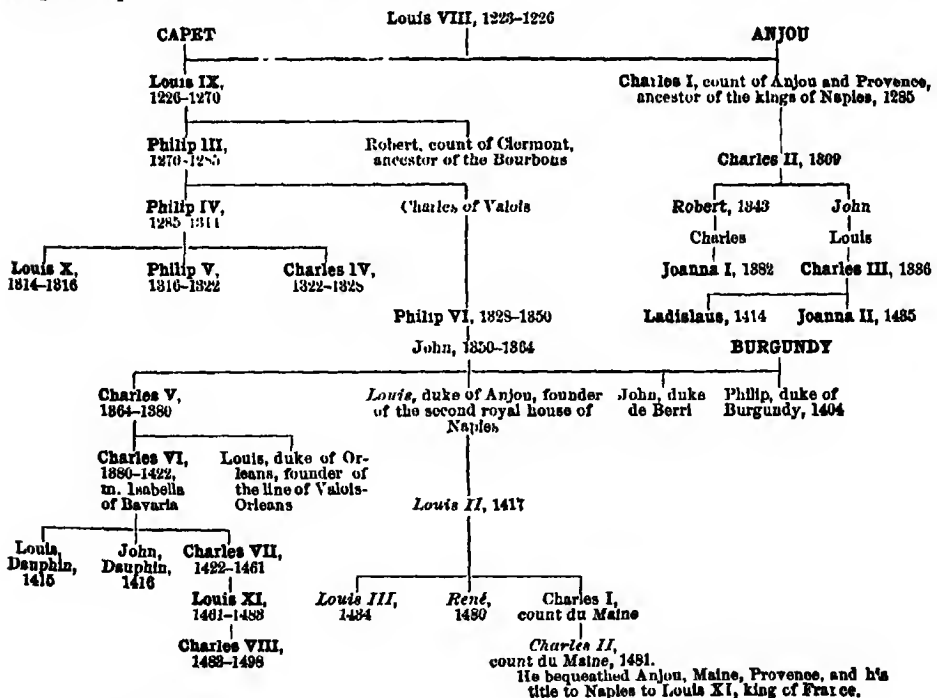 Louis VIII, 1223–1226
CAPET
ANJOU
Louis IX,
1226–1270
Charles I, count of Anjou and Provence,
ancestor of the kings of Naples, 1285
Philip III,
1270–1285
Robert, count of Clermont,
ancestor of the Bourbons
Charles II, 1309
Philip IV,
1285–1314
Charles of Valois
Robert, 1343
John
Charles
Louis
Louis X,
1314–1316
Philip V,
1316–1322
Charles IV,
1322–1328
Joanna I, 1382
Charles III, 1386
Philip VI, 1328–1350
Ladislaus, 1414
Joanna II, 1435
John, 1350–1364
BURGUNDY
Charles V,
1364–1380
Louis, duke of Anjou, founder
of the second royal house of
Naples
John, duke
de Berri
Philip, duke of
Burgundy, 1404
Charles VI,
1380–1422,
m. Isabella
of Bavaria
Louis, duke of Or-
leans, founder of
the line of Valois-
Orleans
Louis II, 1417
Louis,
Dauphin,
1415
John,
Dauphin,
1416
Charles VII,
1422–1461
Louis XI,
1461–1483
Charles VIII,
1483–1498
Louis III,
1434
René,
1480
Charles I,
count du Maine
Charles II,
count du Maine, 1481.
He bequeathed Anjou, Maine, Provence, and his
title to Naples to Louis XI, king of France.